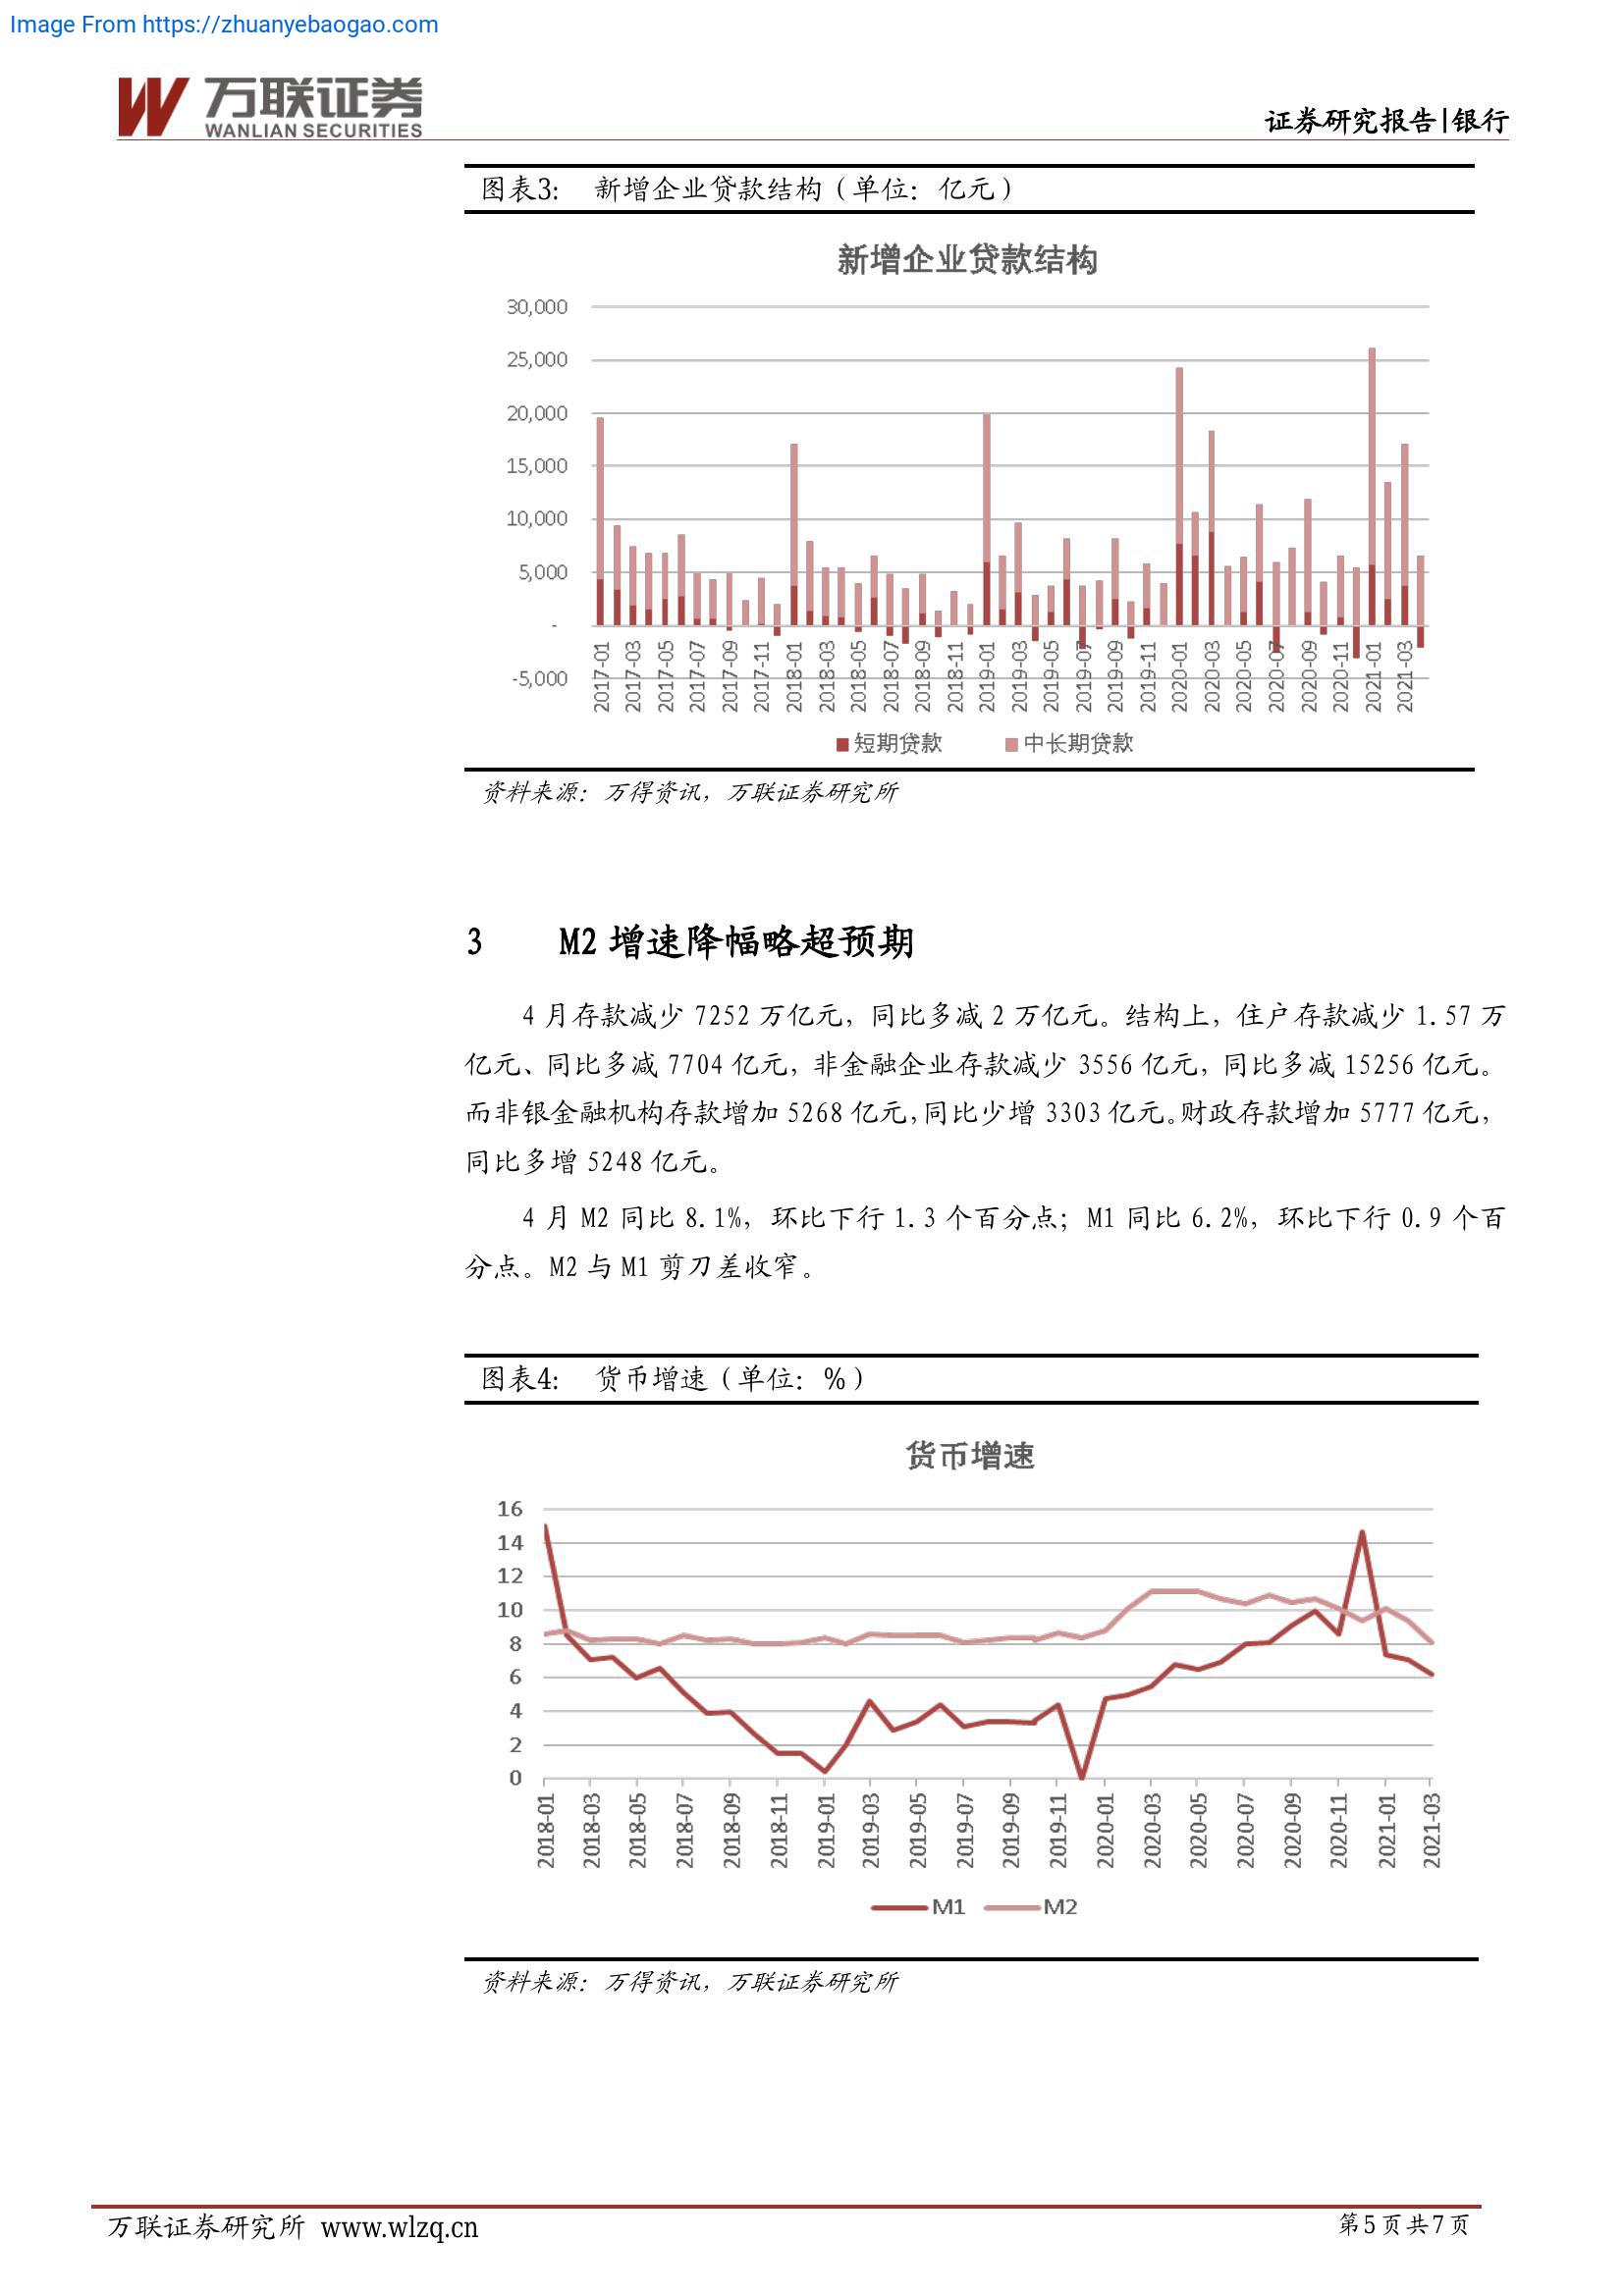 Image From https://zhuanyebaogao.com
万联证券
WANLIAN SECURITIES
证券研究报告|银行
图表3： 新增企业贷款结构（单位：亿元）
新增企业贷款结构
30,000
25,000
20,000
15,000
10,000
5,000
-
-5,000
2017-01 2017-03 2017-05 2017-07 2017-09 2017-11 2018-01 2018-03 2018-05 2018-07 2018-09 2018-11 2019-01 2019-03 2019-05 2019-07 2019-09 2019-11 2020-01 2020-03 2020-05 2020-07 2020-09 2020-11 2021-01 2021-03
短期贷款 中长期贷款
资料来源：万得资讯，万联证券研究所
3 M2 增速降幅略超预期
4 月存款减少 7252 万亿元，同比多减 2 万亿元。结构上，住户存款减少 1.57 万
亿元、同比多减 7704 亿元，非金融企业存款减少 3556 亿元，同比多减 15256 亿元。
而非银金融机构存款增加 5268 亿元，同比少增 3303 亿元。财政存款增加 5777 亿元，
同比多增 5248 亿元。
4 月 M2 同比 8.1%，环比下行 1.3 个百分点；M1 同比 6.2%，环比下行 0.9 个百
分点。M2 与 M1 剪刀差收窄。
图表4： 货币增速（单位：%）
货币增速
16
14
12
10
8
6
4
2
0
2018-01 2018-03 2018-05 2018-07 2018-09 2018-11 2019-01 2019-03 2019-05 2019-07 2019-09 2019-11 2020-01 2020-03 2020-05 2020-07 2020-09 2020-11 2021-01 2021-03
M1 M2
资料来源：万得资讯，万联证券研究所
万联证券研究所 www.wlzq.cn
第 5 页 共 7 页